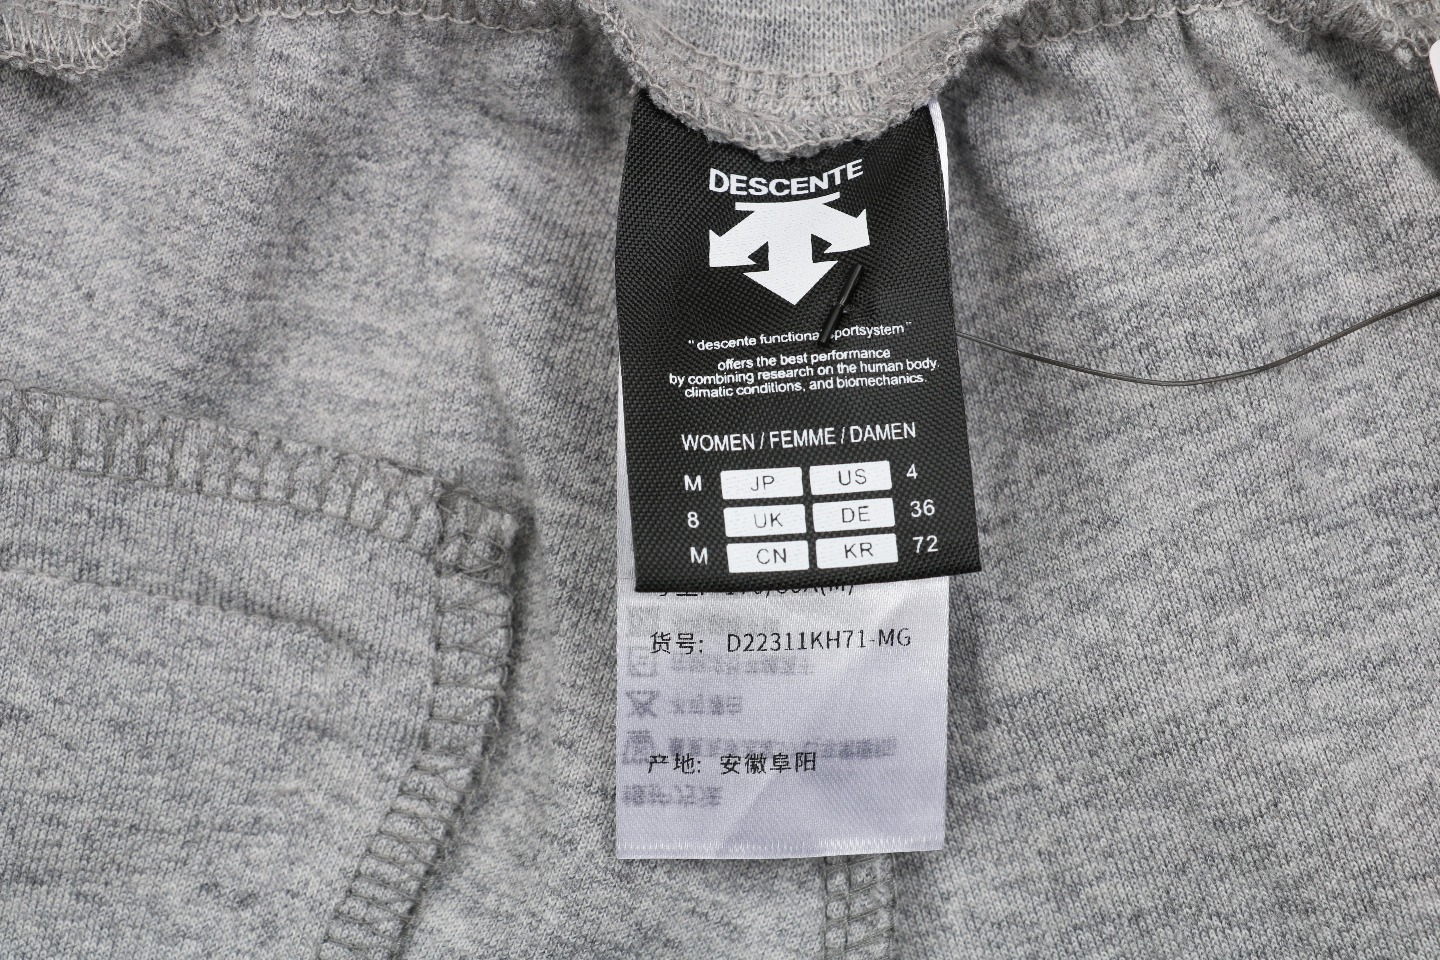 DESCENTE
"descente functional sportsystem"
offers the best performance
by combining research on the human body,
climatic conditions, and biomechanics.
WOMEN / FEMME / DAMEN
M JP US 4
8 UK DE 36
M CN KR 72
货号: D22311KH71-MG
产地: 安徽阜阳